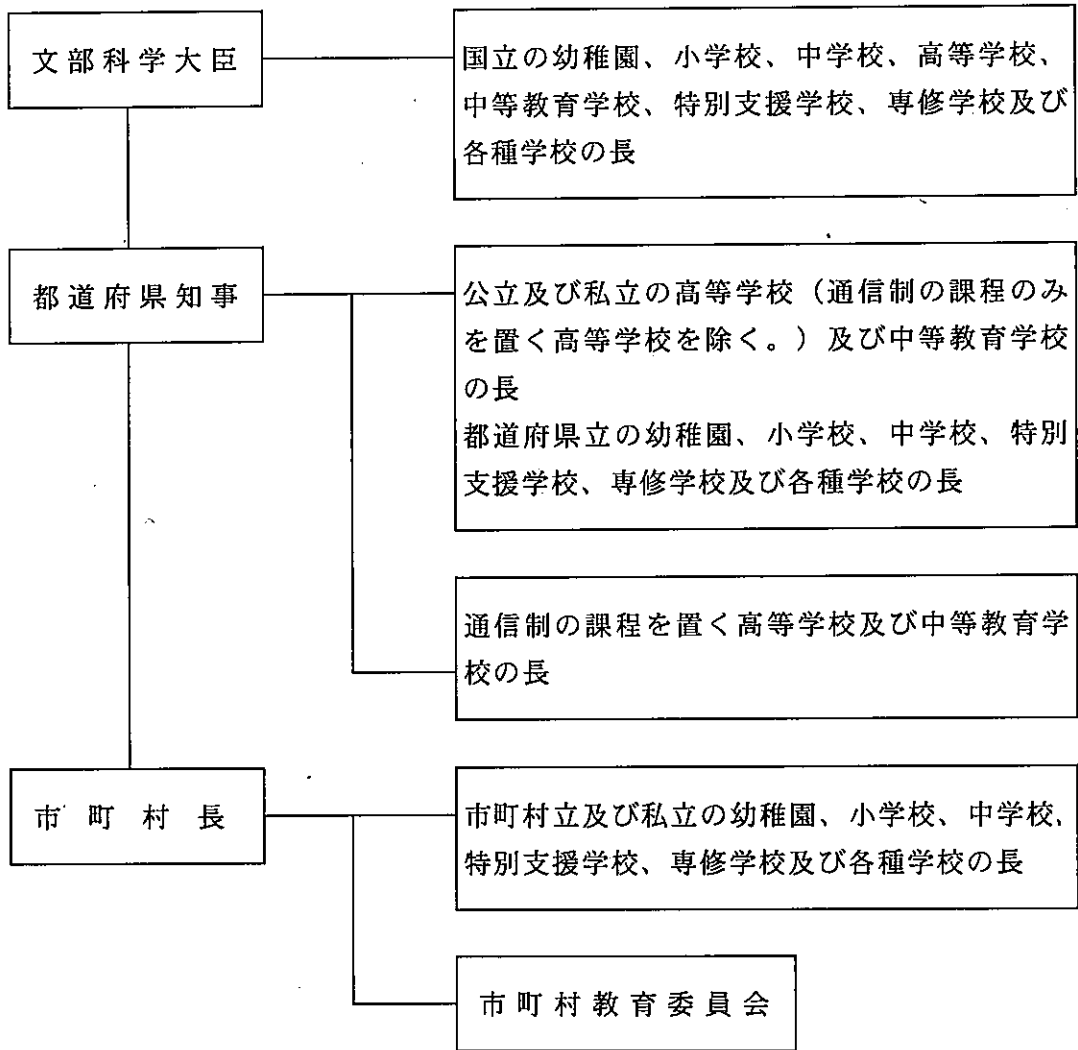 文部科学大臣
国立の幼稚園、小学校、中学校、高等学校、
中等教育学校、特別支援学校、専修学校及び
各種学校の長
都道府県知事
公立及び私立の高等学校（通信制の課程のみ
を置く高等学校を除く。）及び中等教育学校
の長
都道府県立の幼稚園、小学校、中学校、特別
支援学校、専修学校及び各種学校の長
通信制の課程を置く高等学校及び中等教育学
校の長
市町村長
市町村立及び私立の幼稚園、小学校、中学校、
特別支援学校、専修学校及び各種学校の長
市町村教育委員会